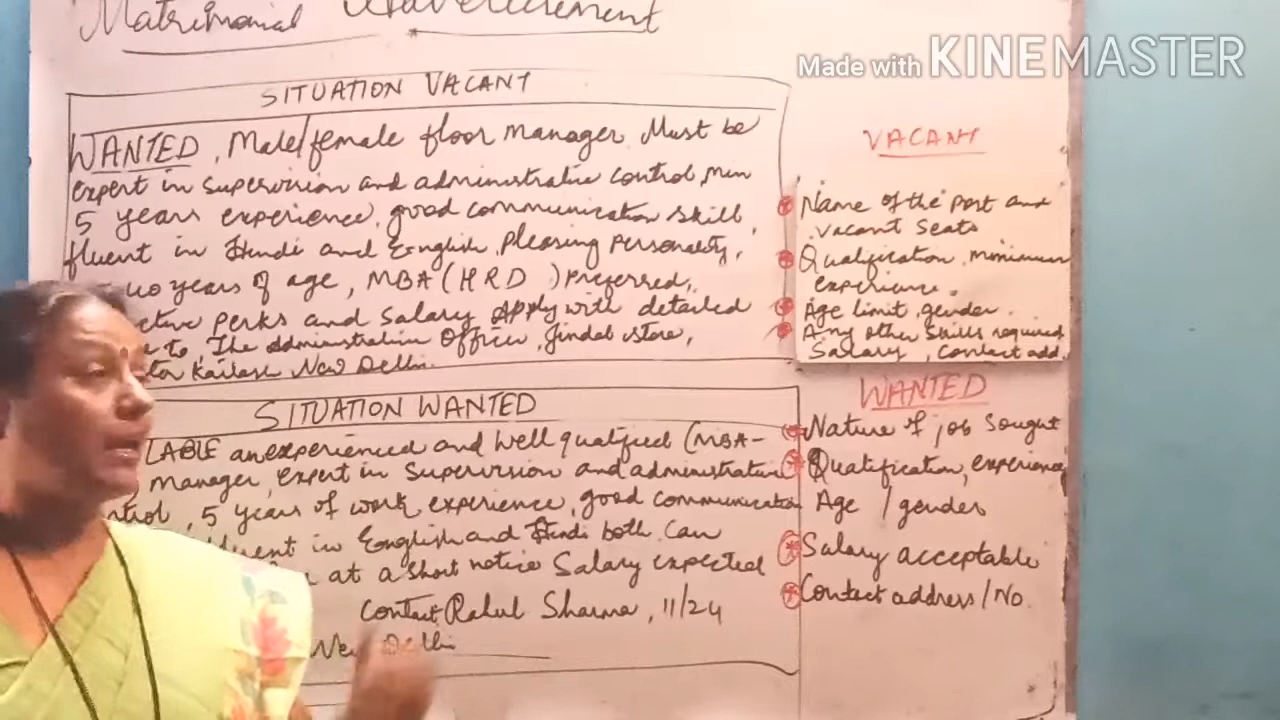 Matrimonial Advertisement
Made with KINEMASTER
SITUATION VACANT
WANTED, Male/female floor manager Must be
expert in supervision and administrative control, min
5 years experience, good communication skill,
fluent in Hindi and English, pleasing Personality,
years of age, MBA (HRD) Preferred,
perks and salary Apply with detailed
to, The administration Officer, Jindal store,
Kailash New Delhi.
VACANT
Name of the post and
vacant seats
Qualification, minimum
experience.
Age limit, gender.
Any other skills required
Salary, Contact add.
SITUATION WANTED
an experienced and well qualified (MBA-
manager, expert in supervision and administrative
5 years of work experience, good communication
in English and Hindi both, Can
at a short notice Salary expected
Contact Rahul Sharma, 11/24
New Delhi
WANTED
Nature of job Sought
Qualification, experience
Age / gender
Salary acceptable
Contact address/No.